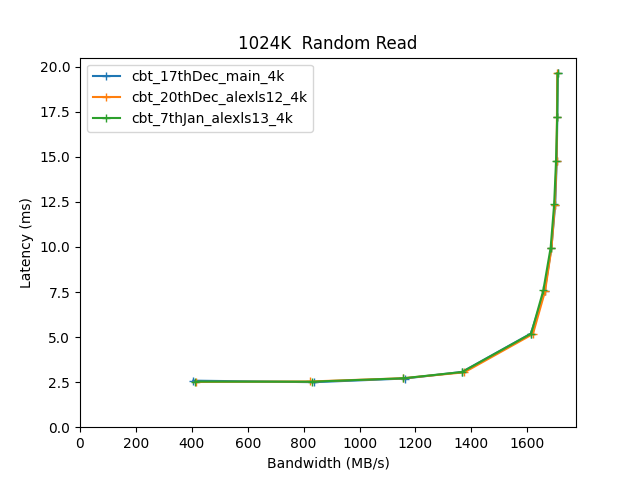 1024K  Random Read
cbt_17thDec_main_4k
cbt_20thDec_alexls12_4k
cbt_7thJan_alexls13_4k
Latency (ms)
20.0
17.5
15.0
12.5
10.0
7.5
5.0
2.5
0.0
0 200 400 600 800 1000 1200 1400 1600
Bandwidth (MB/s)